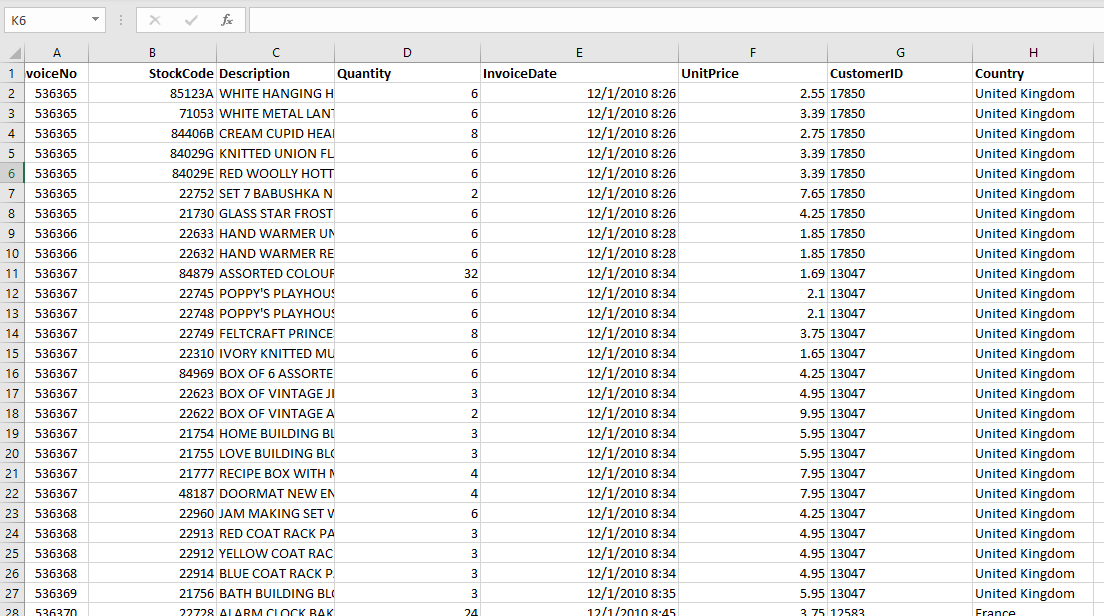 K6 fx
A B C D E F G H
1 voiceNo StockCode Description Quantity InvoiceDate UnitPrice CustomerID Country
2 536365 85123A WHITE HANGING H 6 12/1/2010 8:26 2.55 17850 United Kingdom
3 536365 71053 WHITE METAL LAN 6 12/1/2010 8:26 3.39 17850 United Kingdom
4 536365 84406B CREAM CUPID HEA 8 12/1/2010 8:26 2.75 17850 United Kingdom
5 536365 84029G KNITTED UNION FL 6 12/1/2010 8:26 3.39 17850 United Kingdom
6 536365 84029E RED WOOLLY HOTT 6 12/1/2010 8:26 3.39 17850 United Kingdom
7 536365 22752 SET 7 BABUSHKA N 2 12/1/2010 8:26 7.65 17850 United Kingdom
8 536365 21730 GLASS STAR FROST 6 12/1/2010 8:26 4.25 17850 United Kingdom
9 536366 22633 HAND WARMER UN 6 12/1/2010 8:28 1.85 17850 United Kingdom
10 536366 22632 HAND WARMER RE 6 12/1/2010 8:28 1.85 17850 United Kingdom
11 536367 84879 ASSORTED COLOUR 32 12/1/2010 8:34 1.69 13047 United Kingdom
12 536367 22745 POPPY'S PLAYHOUS 6 12/1/2010 8:34 2.1 13047 United Kingdom
13 536367 22748 POPPY'S PLAYHOUS 6 12/1/2010 8:34 2.1 13047 United Kingdom
14 536367 22749 FELTCRAFT PRINCE 8 12/1/2010 8:34 3.75 13047 United Kingdom
15 536367 22310 IVORY KNITTED MU 6 12/1/2010 8:34 1.65 13047 United Kingdom
16 536367 84969 BOX OF 6 ASSORTE 6 12/1/2010 8:34 4.25 13047 United Kingdom
17 536367 22623 BOX OF VINTAGE JI 3 12/1/2010 8:34 4.95 13047 United Kingdom
18 536367 22622 BOX OF VINTAGE A 2 12/1/2010 8:34 9.95 13047 United Kingdom
19 536367 21754 HOME BUILDING BL 3 12/1/2010 8:34 5.95 13047 United Kingdom
20 536367 21755 LOVE BUILDING BLO 3 12/1/2010 8:34 5.95 13047 United Kingdom
21 536367 21777 RECIPE BOX WITH M 4 12/1/2010 8:34 7.95 13047 United Kingdom
22 536367 48187 DOORMAT NEW EN 4 12/1/2010 8:34 7.95 13047 United Kingdom
23 536368 22960 JAM MAKING SET W 6 12/1/2010 8:34 4.25 13047 United Kingdom
24 536368 22913 RED COAT RACK PA 3 12/1/2010 8:34 4.95 13047 United Kingdom
25 536368 22912 YELLOW COAT RAC 3 12/1/2010 8:34 4.95 13047 United Kingdom
26 536368 22914 BLUE COAT RACK P 3 12/1/2010 8:34 4.95 13047 United Kingdom
27 536369 21756 BATH BUILDING BLO 3 12/1/2010 8:35 5.95 13047 United Kingdom
28 536370 22728 ALARM CLOCK BAK 24 12/1/2010 8:45 3.75 12583 France